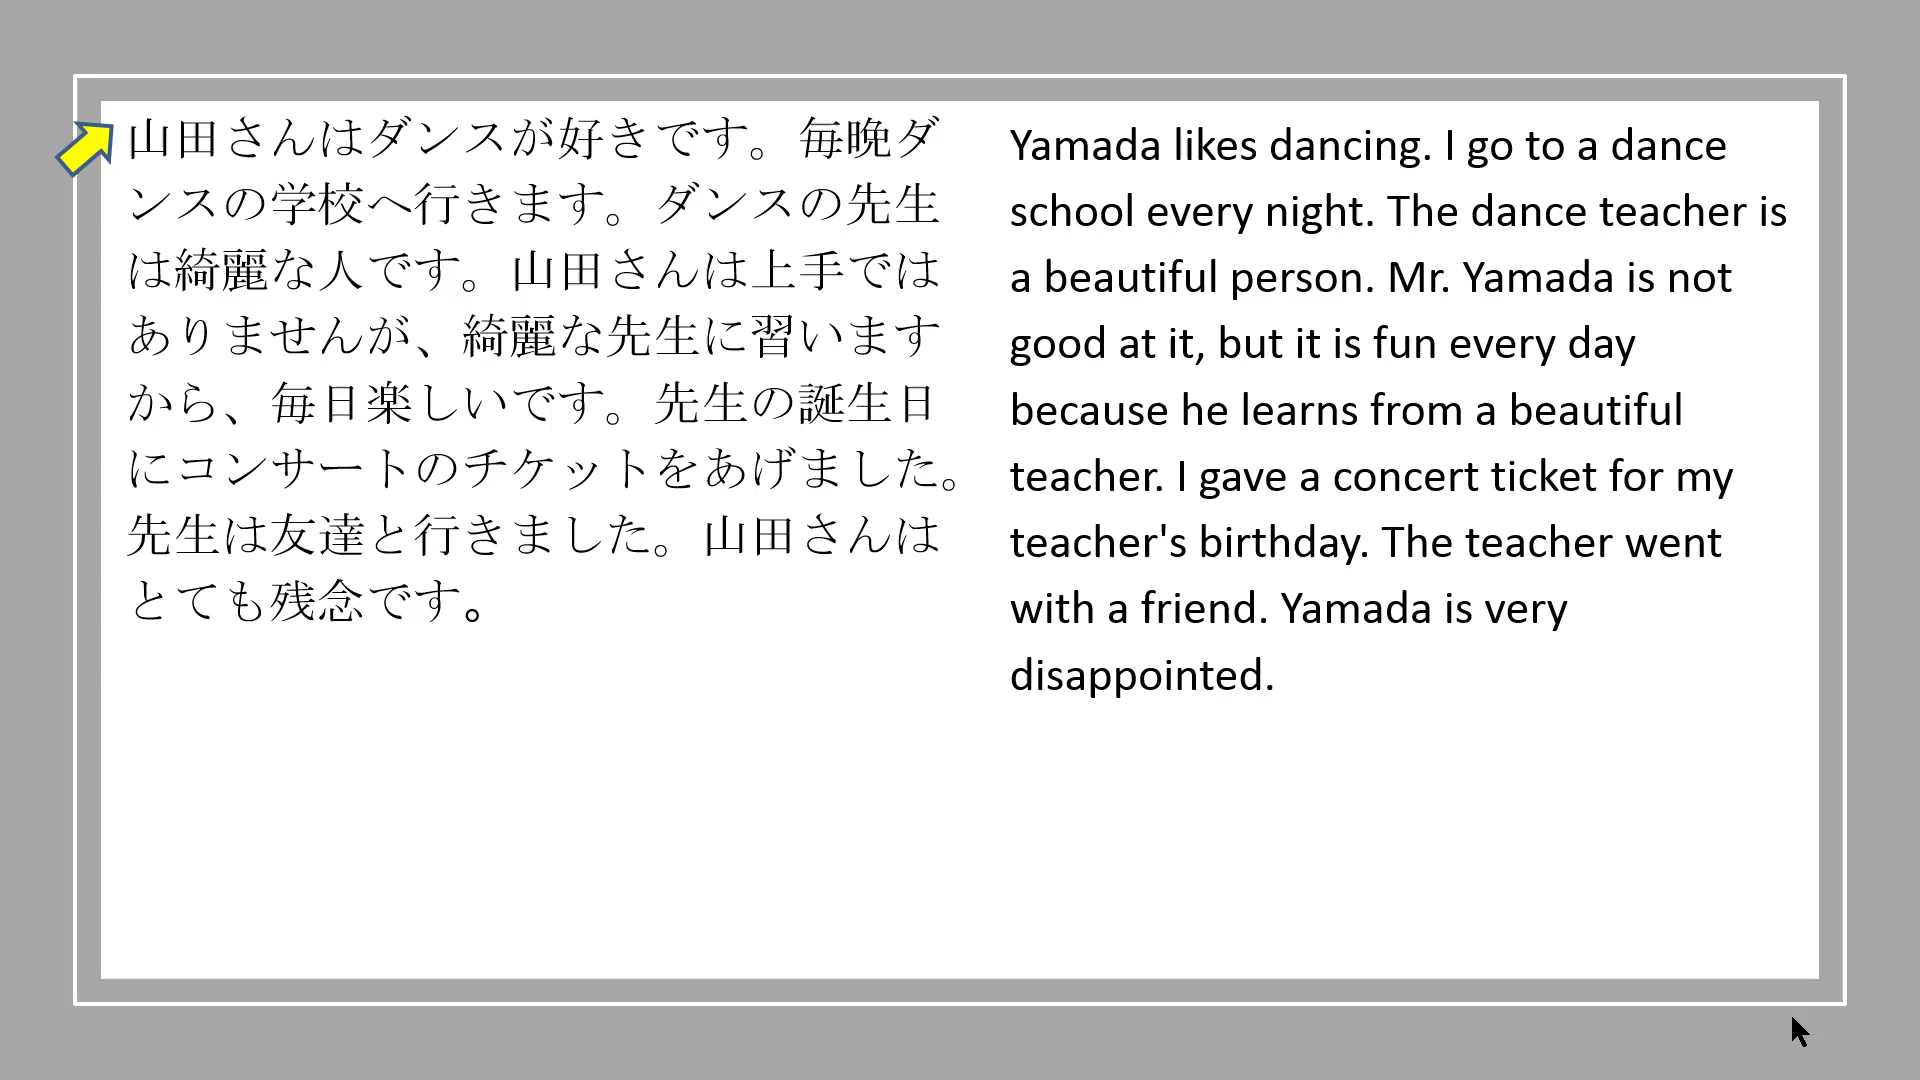 山田さんはダンスが好きです。毎晩ダ
ンスの学校へ行きます。ダンスの先生
は綺麗な人です。山田さんは上手では
ありませんが、綺麗な先生に習います
から、毎日楽しいです。先生の誕生日
にコンサートのチケットをあげました。
先生は友達と行きました。山田さんは
とても残念です。
Yamada likes dancing. I go to a dance
school every night. The dance teacher is
a beautiful person. Mr. Yamada is not
good at it, but it is fun every day
because he learns from a beautiful
teacher. I gave a concert ticket for my
teacher's birthday. The teacher went
with a friend. Yamada is very
disappointed.